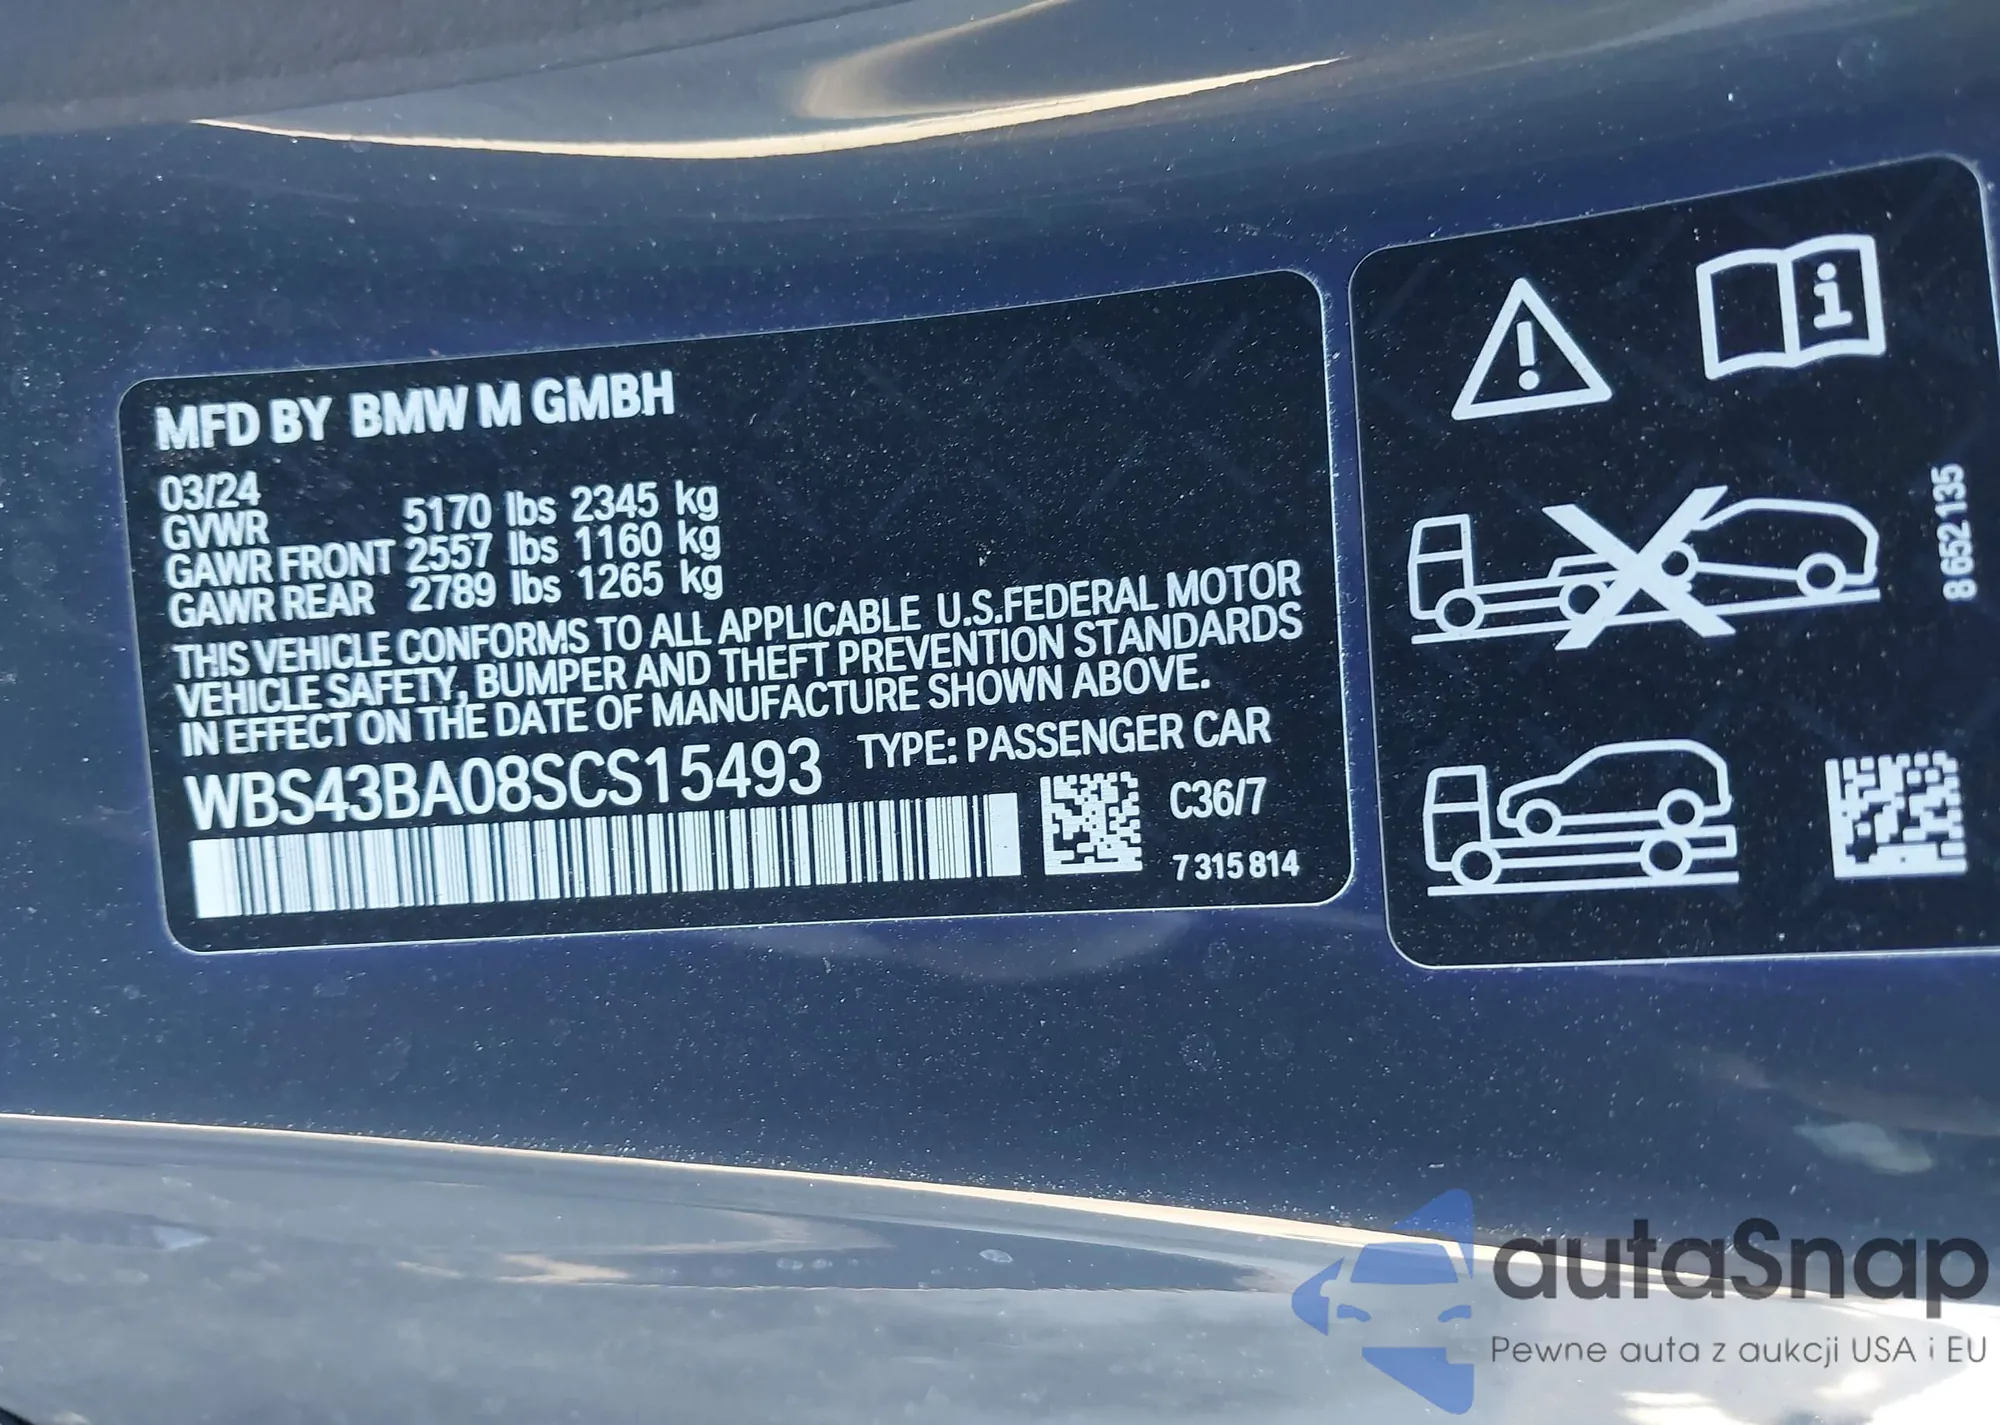 MFD BY BMW M GMBH
03/24
GVWR 5170 lbs 2345 kg
GAWR FRONT 2557 lbs 1160 kg
GAWR REAR 2789 lbs 1265 kg
THIS VEHICLE CONFORMS TO ALL APPLICABLE U.S.FEDERAL MOTOR
VEHICLE SAFETY, BUMPER AND THEFT PREVENTION STANDARDS
IN EFFECT ON THE DATE OF MANUFACTURE SHOWN ABOVE.
WBS43BA08SCS15493 TYPE: PASSENGER CAR
C36/7
7 315 814
8 652 135
autaSnap
Pewne auta z aukcji USA i EU